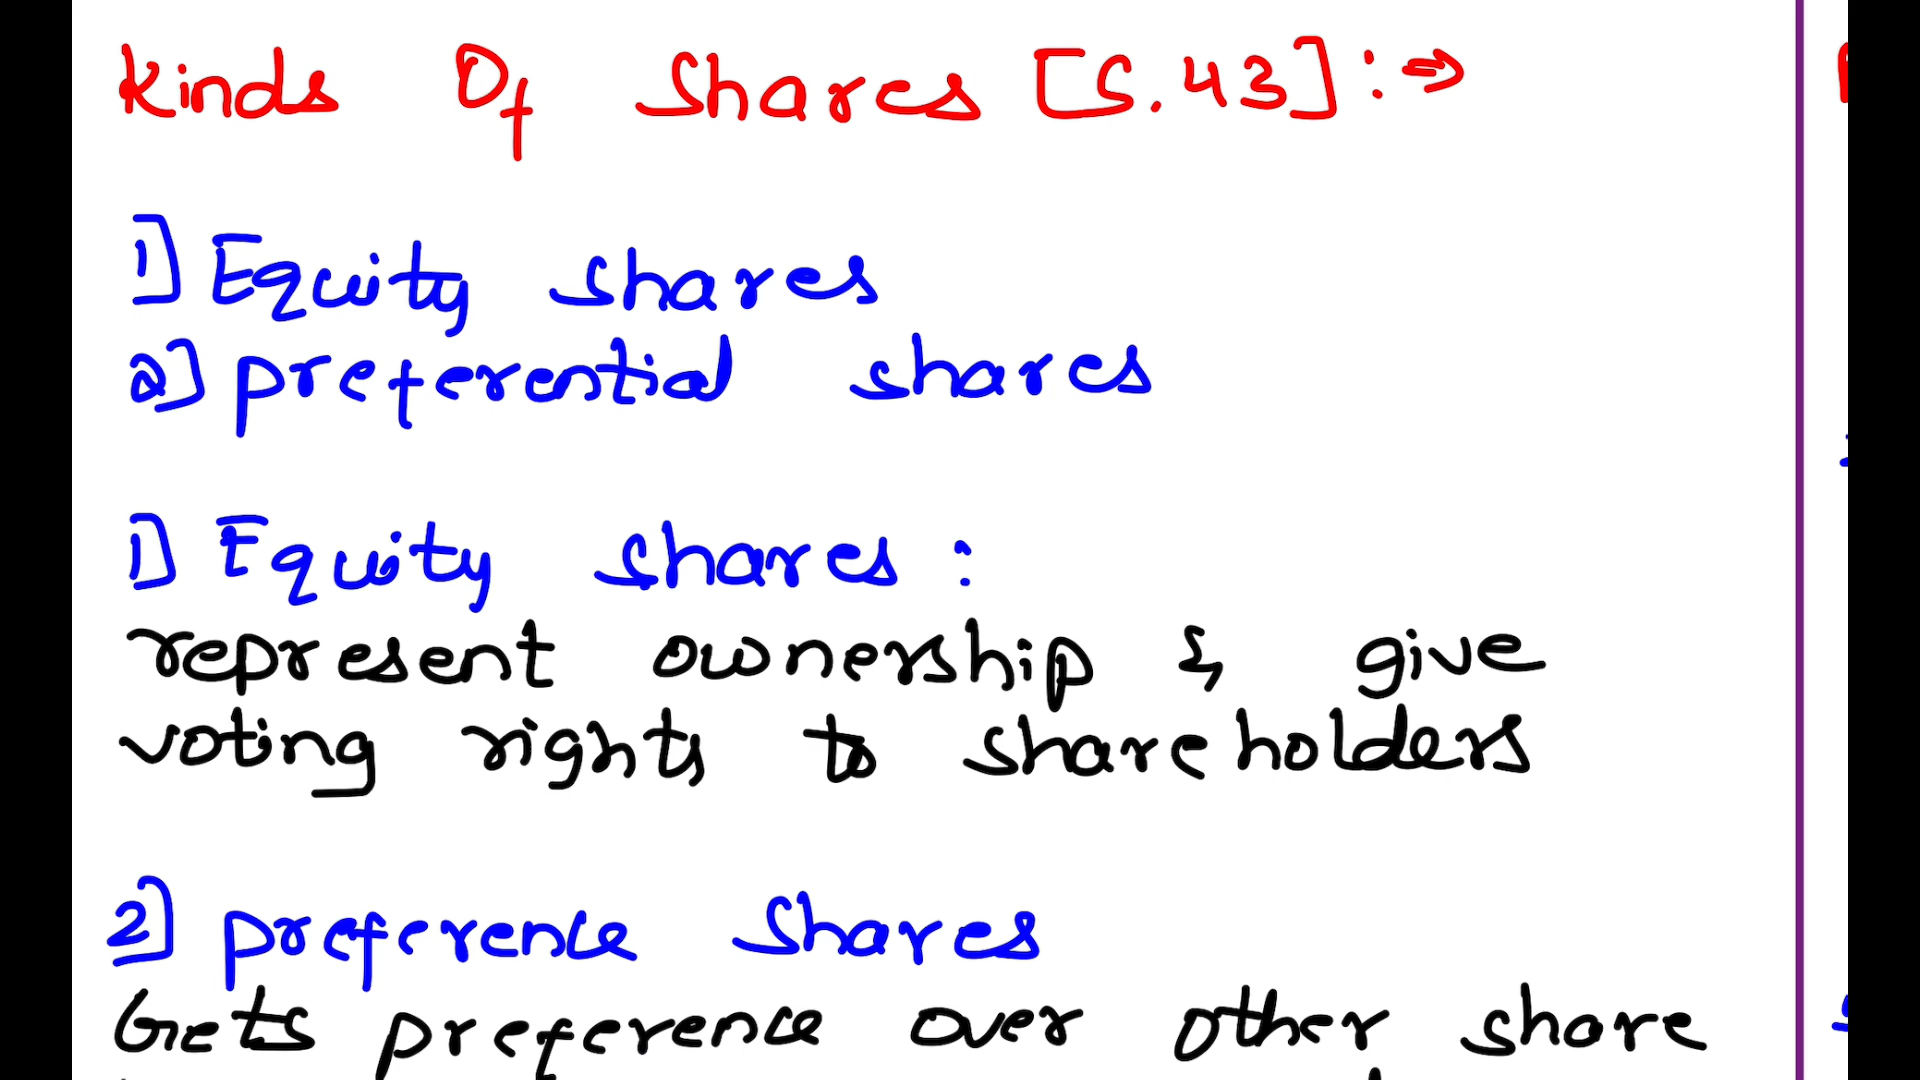 Kinds Of Shares [S.43]:⇒
1] Equity shares
2] preferential shares
1] Equity shares :
represent ownership & give
voting rights to shareholders
2] preference Shares
Gets preference over other share